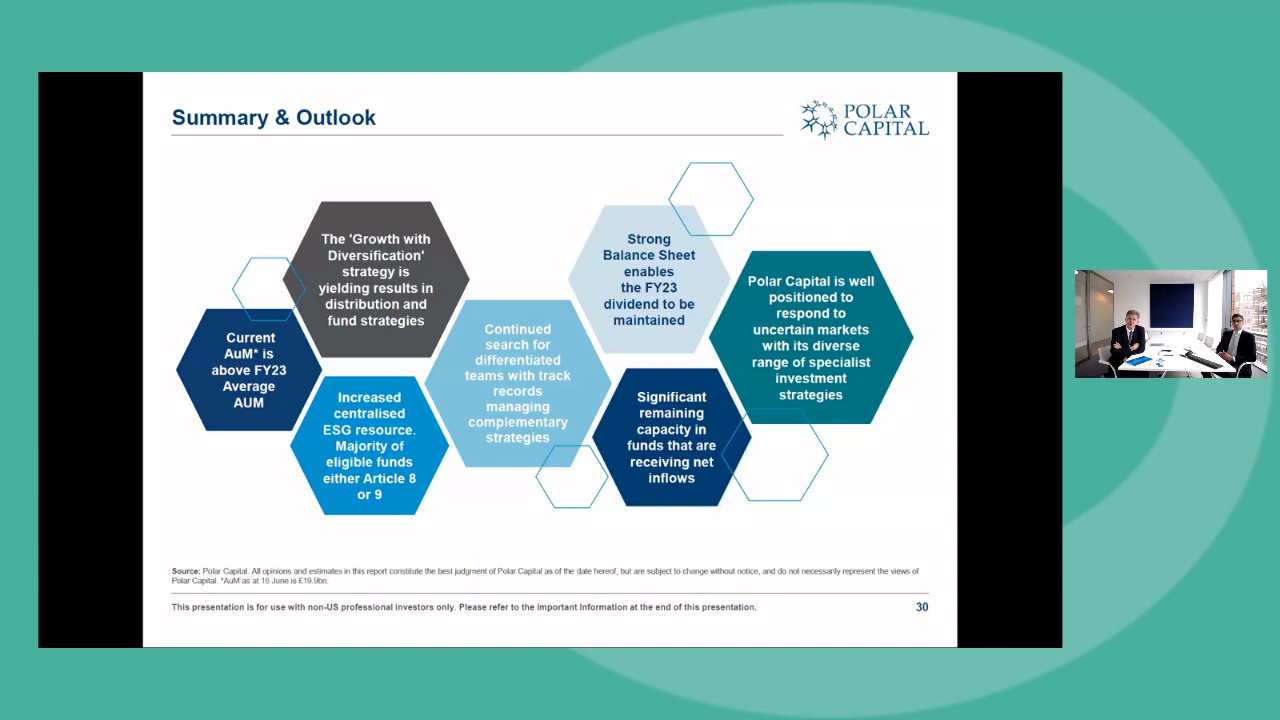 Summary & Outlook
POLAR
CAPITAL
The 'Growth with
Diversification'
strategy is
yielding results in
distribution and
fund strategies
Strong
Balance Sheet
enables
the FY23
dividend to be
maintained
Polar Capital is well
positioned to
respond to
uncertain markets
with its diverse
range of specialist
investment
strategies
Current
AuM* is
above FY23
Average
AUM
Continued
search for
differentiated
teams with track
records
managing
complementary
strategies
Increased
centralised
ESG resource.
Majority of
eligible funds
either Article 8
or 9
Significant
remaining
capacity in
funds that are
receiving net
inflows
Source: Polar Capital. All opinions and estimates in this report constitute the best judgment of Polar Capital as of the date hereof, but are subject to change without notice, and do not necessarily represent the views of
Polar Capital. *AuM as at 16 June is £19.9bn.
This presentation is for use with non-US professional investors only. Please refer to the Important Information at the end of this presentation.
30